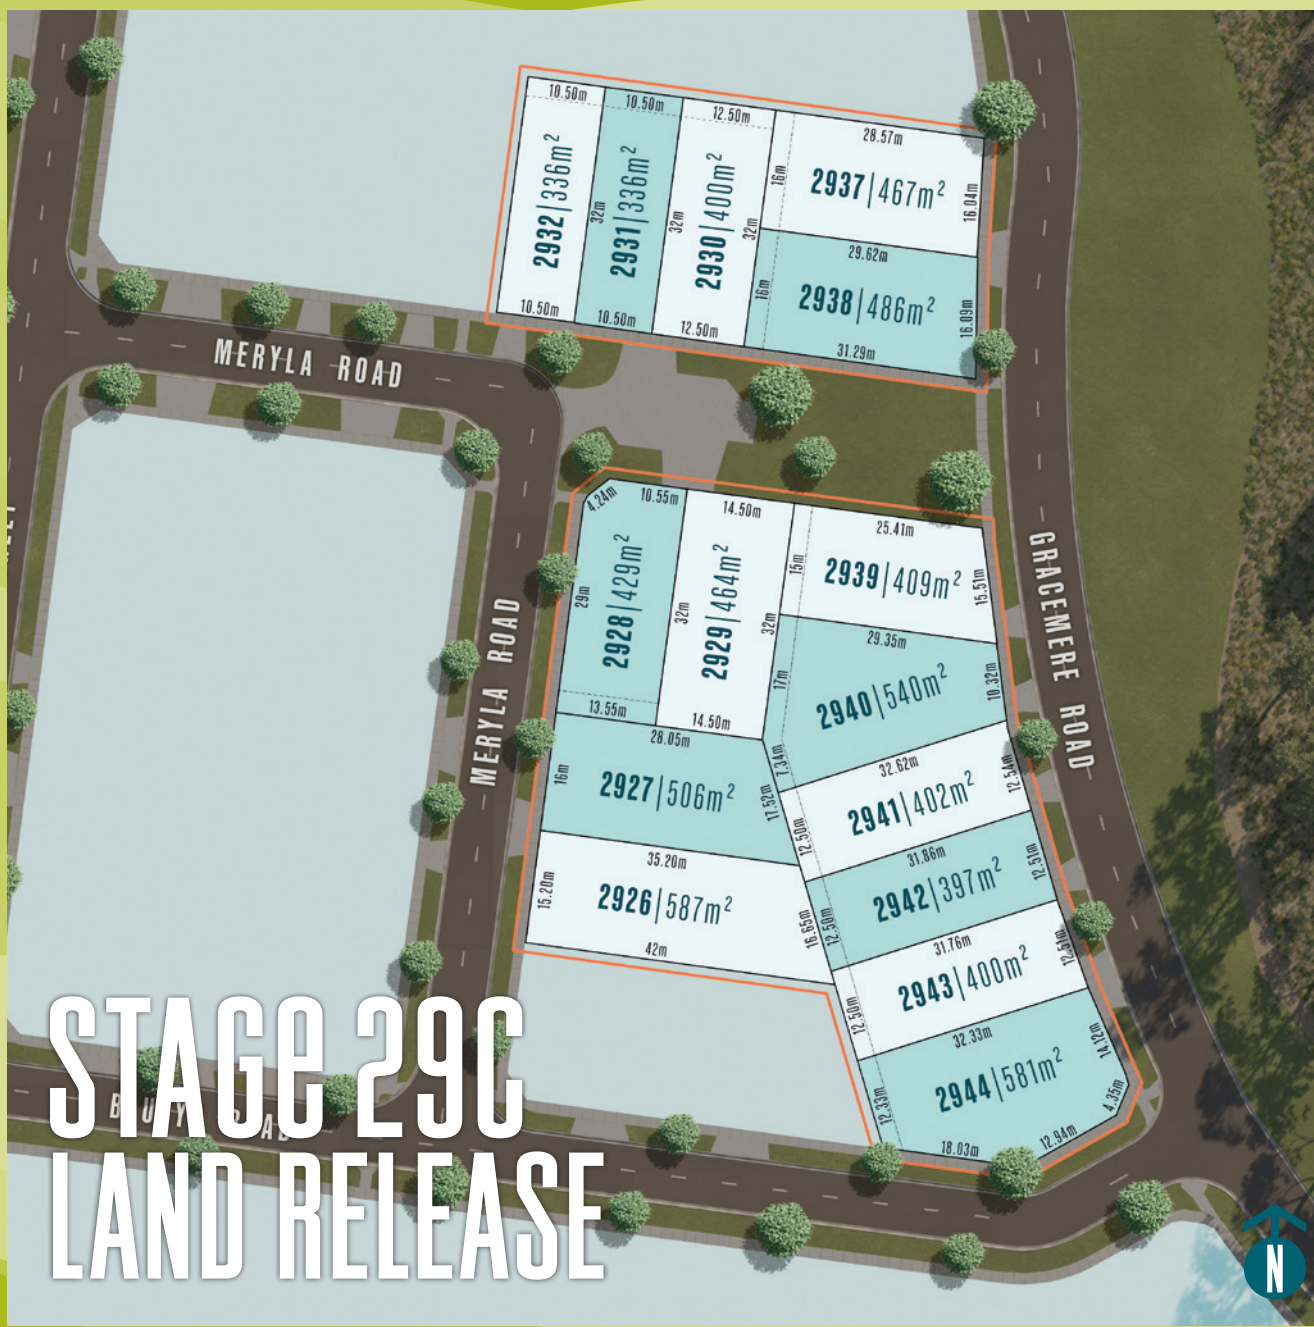 10.50m
10.50m
12.50m
28.57m
2932|336m²
2931|336m²
2930|400m²
2937|467m²
16m
16.04m
32m
32m
32m
29.62m
2938|486m²
16m
16.09m
10.50m
10.50m
12.50m
31.29m
MERYLA ROAD
4.24m
10.55m
14.50m
25.41m
2928|429m²
2929|464m²
2939|409m²
15m
15.51m
29m
32m
32m
29.35m
2940|540m²
17m
10.32m
13.55m
14.50m
MERYLA ROAD
GRACEMERE ROAD
28.05m
2927|506m²
16m
17.52m
7.34m
32.62m
2941|402m²
12.54m
12.50m
35.20m
2926|587m²
15.20m
16.65m
42m
31.86m
2942|397m²
12.51m
12.50m
31.76m
2943|400m²
12.51m
12.50m
32.33m
2944|581m²
14.12m
4.35m
12.33m
18.03m
12.94m
STAGE 29C
LAND RELEASE
N